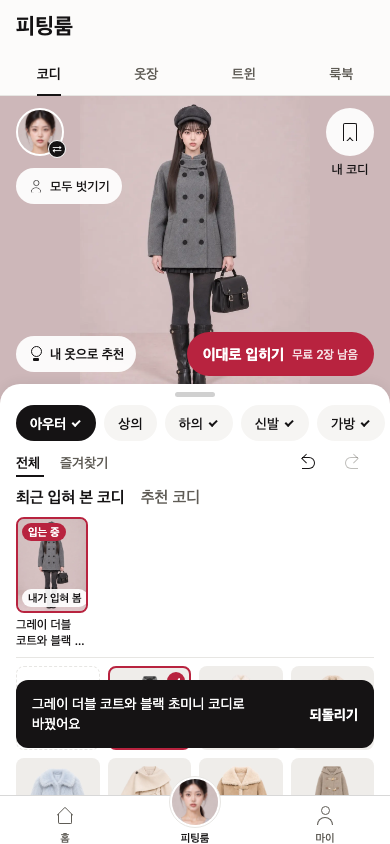 피팅룸
코디
옷장
트윈
룩북
내 코디
모두 벗기기
내 옷으로 추천
이대로 입히기 무료 2장 남음
아우터
상의
하의
신발
가방
전체
즐겨찾기
최근 입혀 본 코디
추천 코디
입는 중
내가 입혀 봄
그레이 더블
코트와 블랙 ...
그레이 더블 코트와 블랙 초미니 코디로
바꿨어요
되돌리기
홈
피팅룸
마이